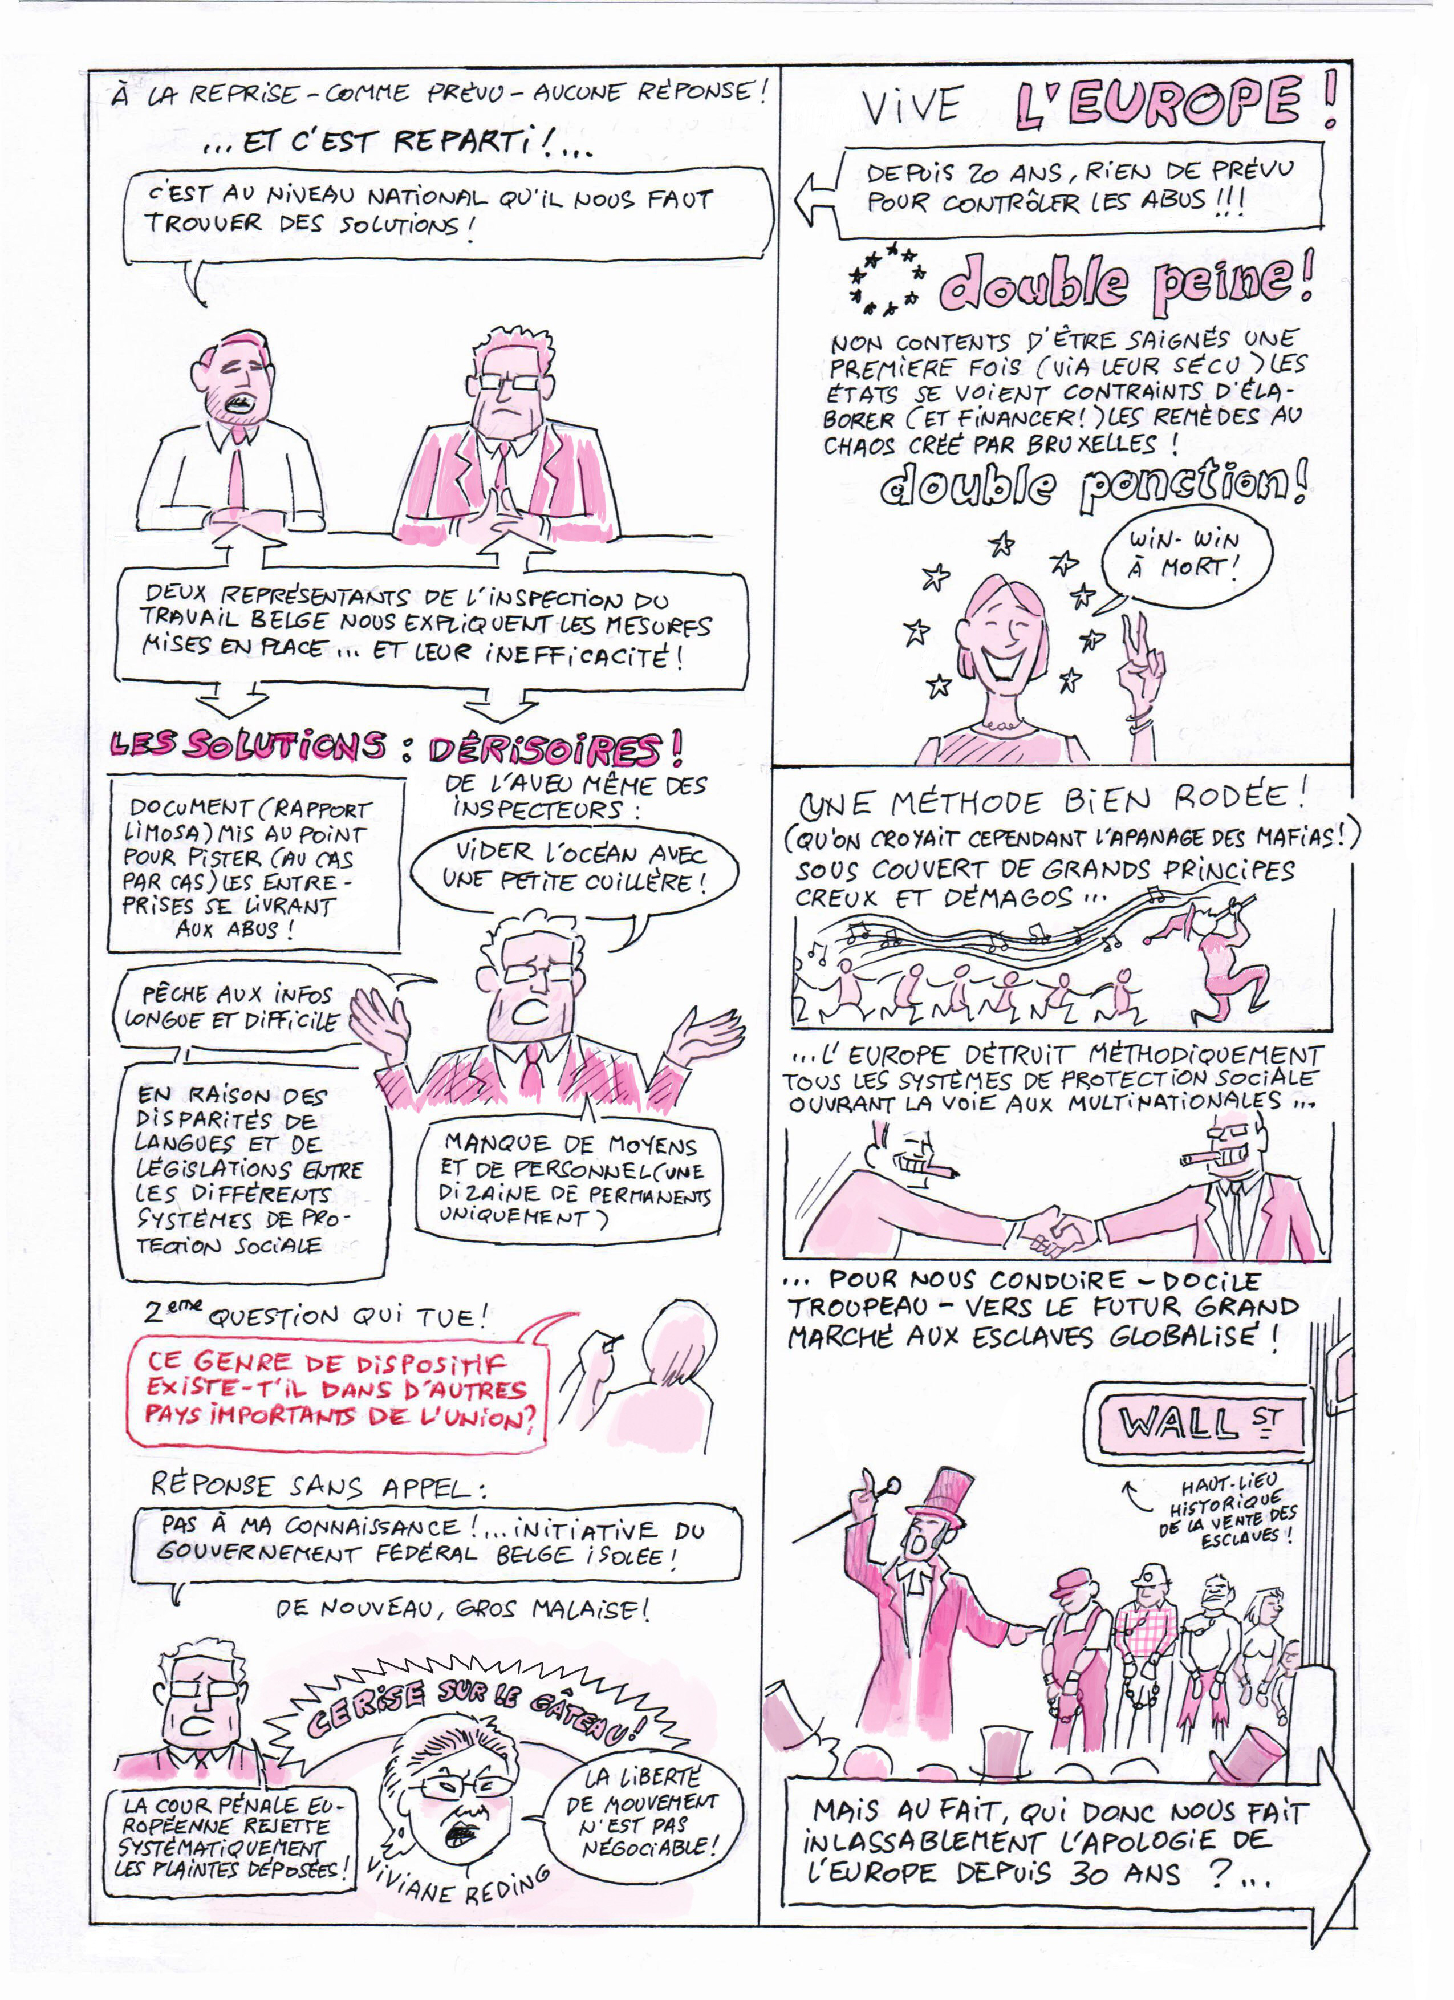 À LA REPRISE - COMME PRÉVU - AUCUNE RÉPONSE !
... ET C'EST REPARTI !...
C'EST AU NIVEAU NATIONAL QU'IL NOUS FAUT
TROUVER DES SOLUTIONS !
DEUX REPRÉSENTANTS DE L'INSPECTION DU
TRAVAIL BELGE NOUS EXPLIQUENT LES MESURES
MISES EN PLACE ... ET LEUR INEFFICACITÉ !
LES SOLUTIONS : DÉRISOIRES !
DOCUMENT (RAPPORT
LIMOSA) MIS AU POINT
POUR PISTER (AU CAS
PAR CAS) LES ENTRE-
PRISES SE LIVRANT
AUX ABUS !
DE L'AVEU MÊME DES
INSPECTEURS :
VIDER L'OCÉAN AVEC
UNE PETITE CUILLÈRE !
PÊCHE AUX INFOS
LONGUE ET DIFFICILE
EN RAISON DES
DISPARITÉS DE
LANGUES ET DE
LÉGISLATIONS ENTRE
LES DIFFÉRENTS
SYSTÈMES DE PRO-
TECTION SOCIALE
MANQUE DE MOYENS
ET DE PERSONNEL (UNE
DIZAINE DE PERMANENTS
UNIQUEMENT)
2eme QUESTION QUI TUE !
CE GENRE DE DISPOSITIF
EXISTE-T'IL DANS D'AUTRES
PAYS IMPORTANTS DE L'UNION ?
RÉPONSE SANS APPEL :
PAS À MA CONNAISSANCE !... INITIATIVE DU
GOUVERNEMENT FÉDÉRAL BELGE ISOLÉE !
DE NOUVEAU, GROS MALAISE !
CERISE SUR LE GÂTEAU !
LA COUR PÉNALE EU-
ROPÉENNE REJETTE
SYSTÉMATIQUEMENT
LES PLAINTES DÉPOSÉES !
VIVIANE REDING
LA LIBERTÉ
DE MOUVEMENT
N'EST PAS
NÉGOCIABLE !
VIVE L'EUROPE !
DEPUIS 20 ANS, RIEN DE PRÉVU
POUR CONTRÔLER LES ABUS !!!
double peine !
NON CONTENTS D'ÊTRE SAIGNÉS UNE
PREMIERE FOIS (VIA LEUR SÉCU) LES
ÉTATS SE VOIENT CONTRAINTS D'ÉLA-
BORER (ET FINANCER !) LES REMÈDES AU
CHAOS CRÉÉ PAR BRUXELLES !
double ponction !
WIN-WIN
À MORT !
UNE MÉTHODE BIEN RODÉE !
(QU'ON CROYAIT CEPENDANT L'APANAGE DES MAFIAS !)
SOUS COUVERT DE GRANDS PRINCIPES
CREUX ET DÉMAGOS ...
... L'EUROPE DÉTRUIT MÉTHODIQUEMENT
TOUS LES SYSTÈMES DE PROTECTION SOCIALE
OUVRANT LA VOIE AUX MULTINATIONALES ...
... POUR NOUS CONDUIRE - DOCILE
TROUPEAU - VERS LE FUTUR GRAND
MARCHÉ AUX ESCLAVES GLOBALISÉ !
WALL ST
HAUT-LIEU
HISTORIQUE
DE LA VENTE DES
ESCLAVES !
MAIS AU FAIT, QUI DONC NOUS FAIT
INLASSABLEMENT L'APOLOGIE DE
L'EUROPE DEPUIS 30 ANS ?...